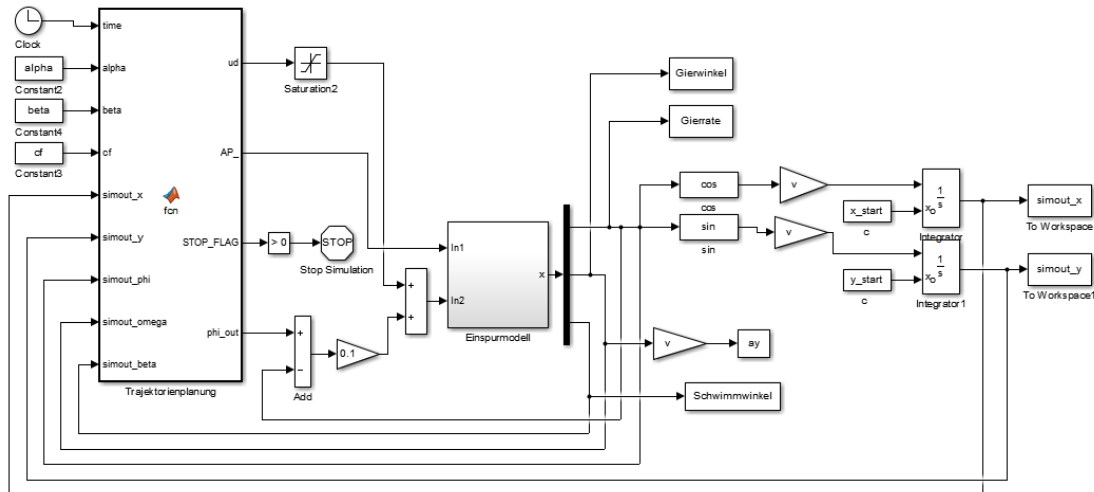 Clock
alpha
Constant2
beta
Constant4
cf
Constant3
time
alpha
beta
cf
simout_x
simout_y
simout_phi
simout_omega
simout_beta
fcn
ud
AP_
STOP_FLAG
phi_out
Trajektorienplanung
Saturation2
> 0
STOP
Stop Simulation
+
−
Add
0.1
+
+
In1
In2
x
Einspurmodell
Gierwinkel
Gierrate
cos
cos
sin
sin
v
v
x_start
c
y_start
c
1
s
xo
Integrator
1
s
xo
Integrator1
simout_x
To Workspace
simout_y
To Workspace1
v
ay
Schwimmwinkel